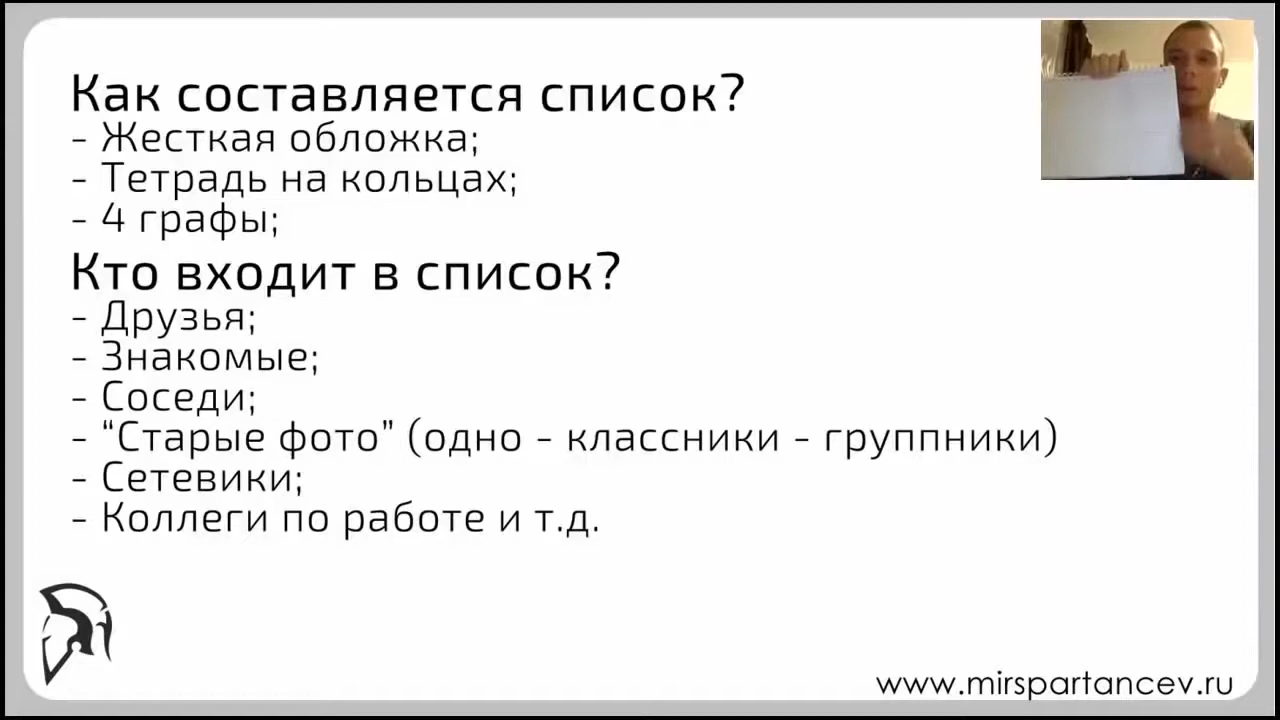 Как составляется список?
- Жесткая обложка;
- Тетрадь на кольцах;
- 4 графы;
Кто входит в список?
- Друзья;
- Знакомые;
- Соседи;
- “Старые фото” (одно - классники - группники)
- Сетевики;
- Коллеги по работе и т.д.
www.mirspartancev.ru